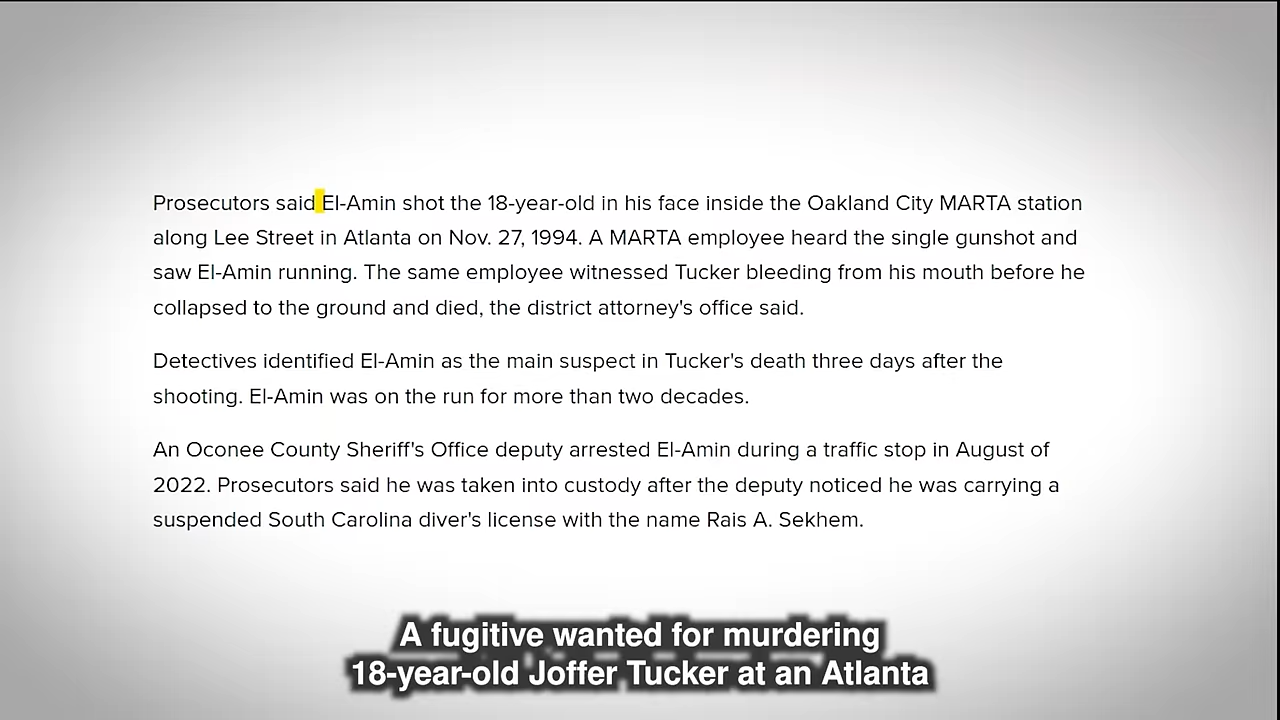 Prosecutors said El-Amin shot the 18-year-old in his face inside the Oakland City MARTA station
along Lee Street in Atlanta on Nov. 27, 1994. A MARTA employee heard the single gunshot and
saw El-Amin running. The same employee witnessed Tucker bleeding from his mouth before he
collapsed to the ground and died, the district attorney's office said.
Detectives identified El-Amin as the main suspect in Tucker's death three days after the
shooting. El-Amin was on the run for more than two decades.
An Oconee County Sheriff's Office deputy arrested El-Amin during a traffic stop in August of
2022. Prosecutors said he was taken into custody after the deputy noticed he was carrying a
suspended South Carolina diver's license with the name Rais A. Sekhem.
A fugitive wanted for murdering
18-year-old Joffer Tucker at an Atlanta